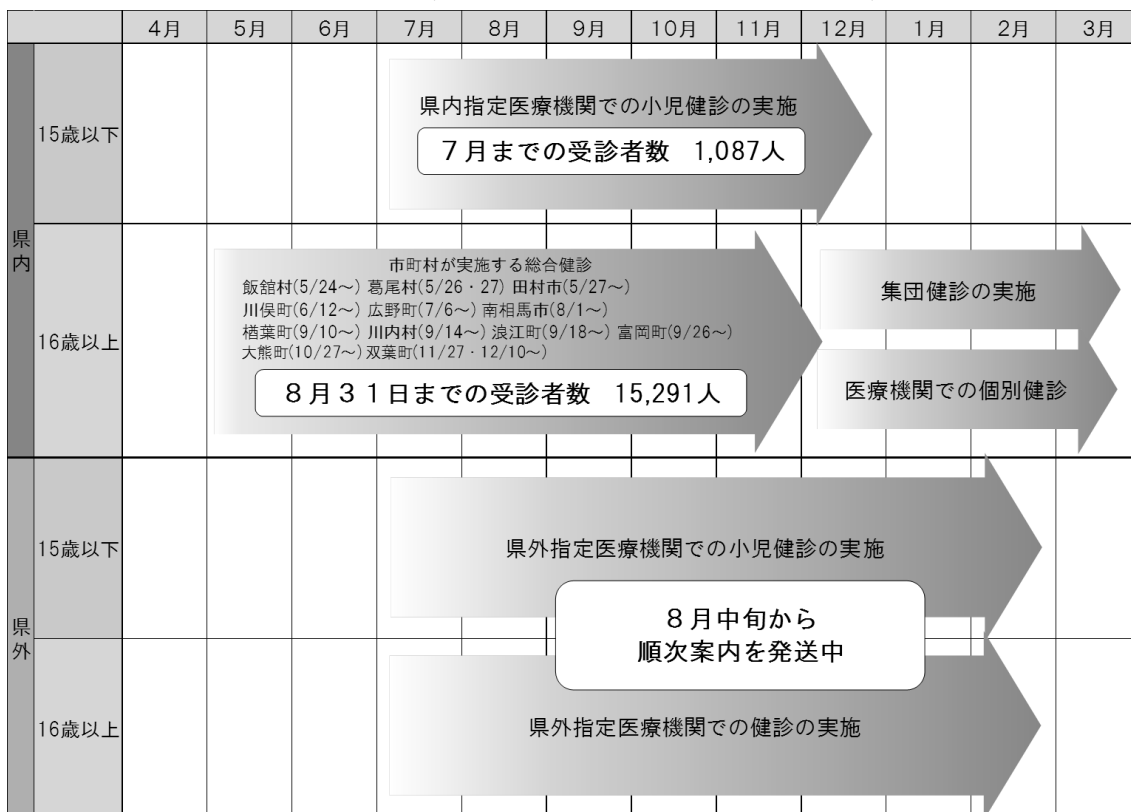 4月 5月 6月 7月 8月 9月 10月 11月 12月 1月 2月 3月
県内
15歳以下
県内指定医療機関での小児健診の実施
７月までの受診者数 1,087人
16歳以上
市町村が実施する総合健診
飯舘村(5/24～) 葛尾村(5/26・27) 田村市(5/27～)
川俣町(6/12～) 広野町(7/6～) 南相馬市(8/1～)
楢葉町(9/10～) 川内村(9/14～) 浪江町(9/18～) 富岡町(9/26～)
大熊町(10/27～) 双葉町(11/27・12/10～)
８月３１日までの受診者数 15,291人
集団健診の実施
医療機関での個別健診
県外
15歳以下
県外指定医療機関での小児健診の実施
８月中旬から
順次案内を発送中
16歳以上
県外指定医療機関での健診の実施